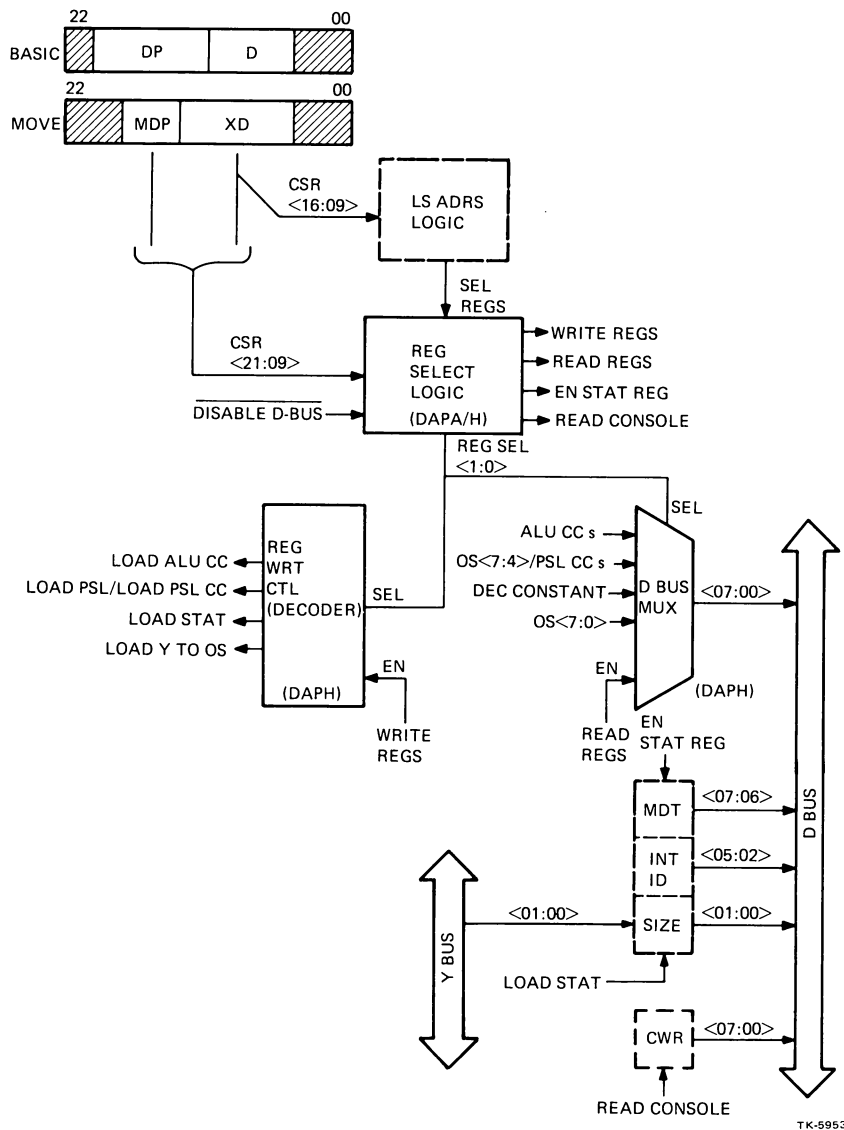 22 00
BASIC DP D
22 00
MOVE MDP XD
CSR
<16:09>
LS ADRS
LOGIC
SEL
REGS
CSR
<21:09>
DISABLE D-BUS
REG
SELECT
LOGIC
(DAPA/H)
WRITE REGS
READ REGS
EN STAT REG
READ CONSOLE
REG SEL
<1:0>
LOAD ALU CC
LOAD PSL/LOAD PSL CC
LOAD STAT
LOAD Y TO OS
REG
WRT
CTL
(DECODER)
(DAPH)
SEL
EN
WRITE
REGS
SEL
ALU CC s
OS<7:4>/PSL CC s
DEC CONSTANT
OS<7:0>
EN
READ
REGS
D BUS
MUX
(DAPH)
<07:00>
EN
STAT REG
MDT <07:06>
INT
ID
<05:02>
SIZE <01:00>
<01:00>
LOAD STAT
Y BUS
D BUS
CWR <07:00>
READ CONSOLE
TK-5953